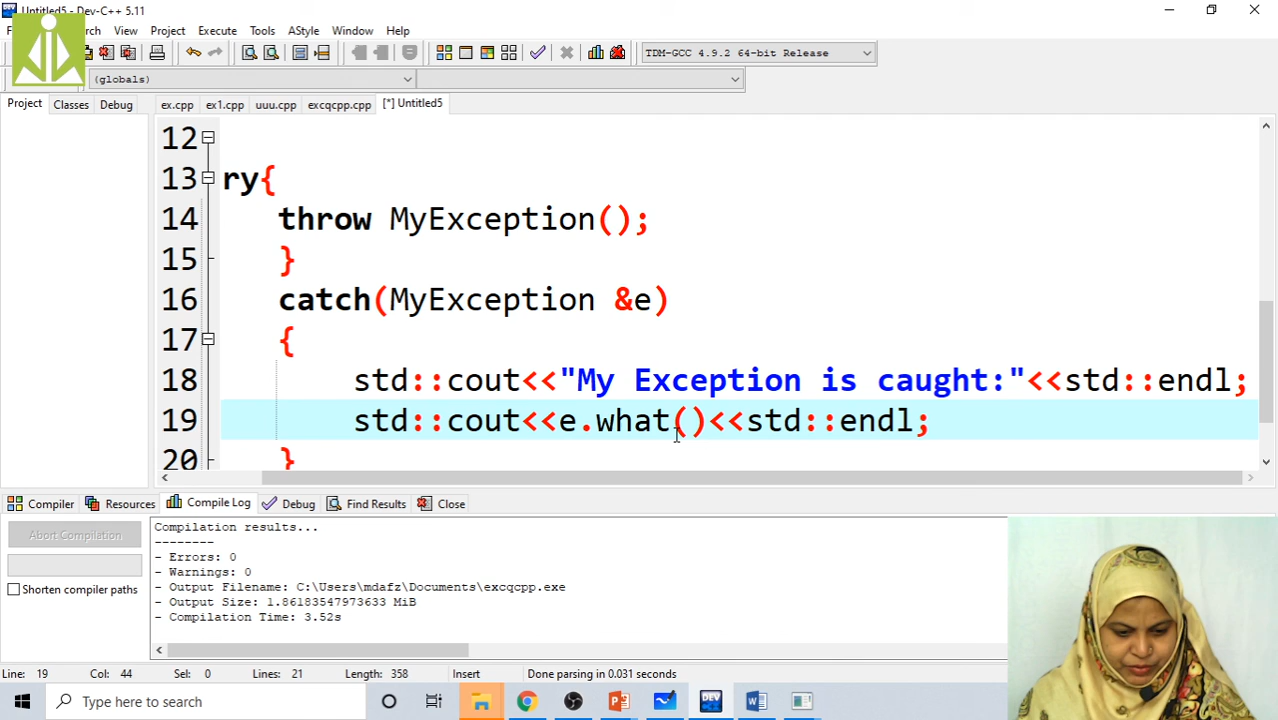 Untitled5 - Dev-C++ 5.11
rch View Project Execute Tools AStyle Window Help
TDM-GCC 4.9.2 64-bit Release
(globals)
Project Classes Debug ex.cpp ex1.cpp uuu.cpp excqcpp.cpp [*] Untitled5
12
13 ry{
14 throw MyException();
15 }
16 catch(MyException &e)
17 {
18 std::cout<<"My Exception is caught:"<<std::endl;
19 std::cout<<e.what()<<std::endl;
20 }
Compiler Resources Compile Log Debug Find Results Close
Abort Compilation
Shorten compiler paths
Compilation results...
--------
- Errors: 0
- Warnings: 0
- Output Filename: C:\Users\mdafz\Documents\excqcpp.exe
- Output Size: 1.86183547973633 MiB
- Compilation Time: 3.52s
Line: 19 Col: 44 Sel: 0 Lines: 21 Length: 358 Insert Done parsing in 0.031 seconds
Type here to search
DEV